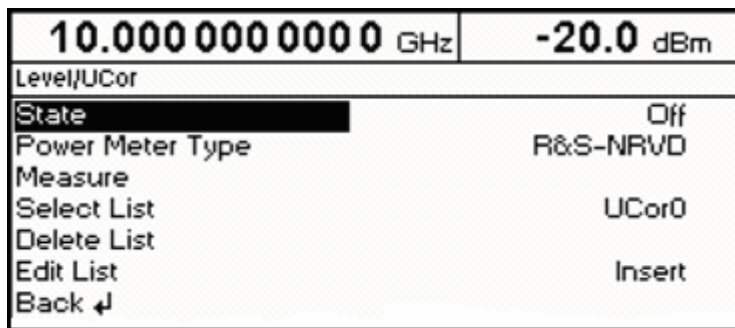 10.000 000 000 0 GHz -20.0 dBm
Level/UCor
State Off
Power Meter Type R&S-NRVD
Measure
Select List UCor0
Delete List
Edit List Insert
Back ↲